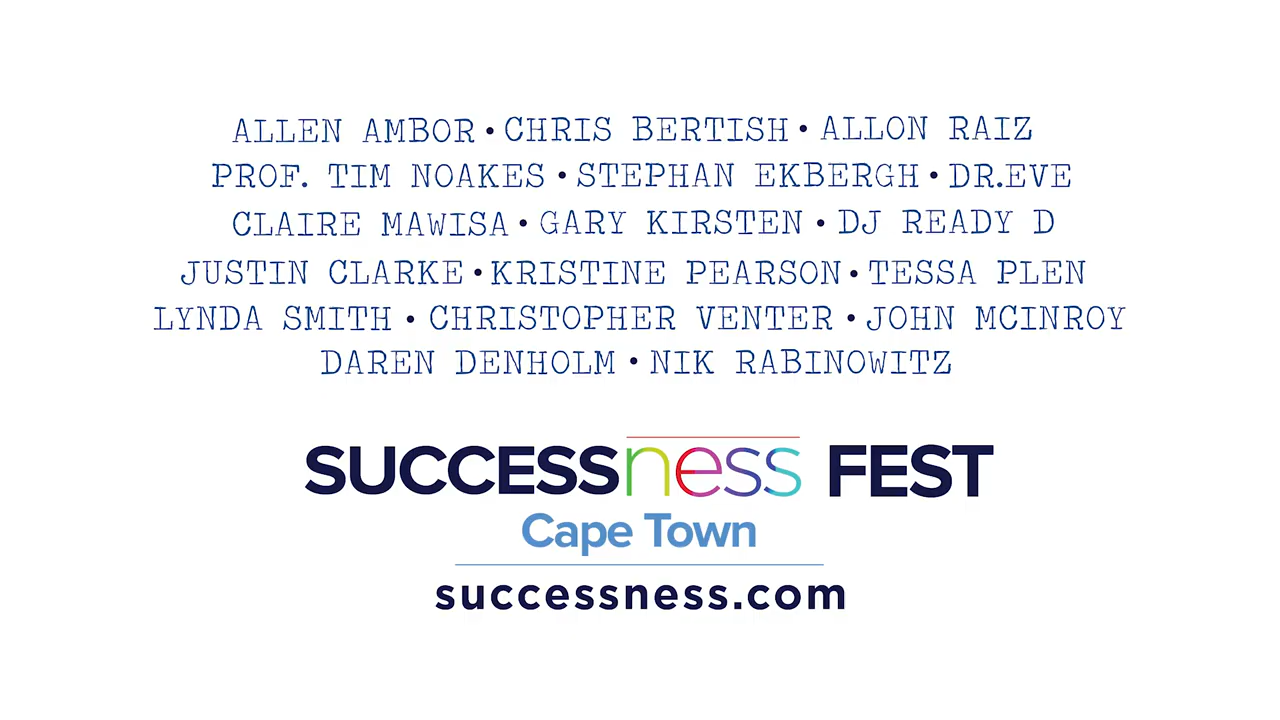 ALLEN AMBOR • CHRIS BERTISH • ALLON RAIZ
PROF. TIM NOAKES • STEPHAN EKBERGH • DR.EVE
CLAIRE MAWISA • GARY KIRSTEN • DJ READY D
JUSTIN CLARKE • KRISTINE PEARSON • TESSA PLEN
LYNDA SMITH • CHRISTOPHER VENTER • JOHN MCINROY
DAREN DENHOLM • NIK RABINOWITZ
SUCCESSness FEST
Cape Town
successness.com